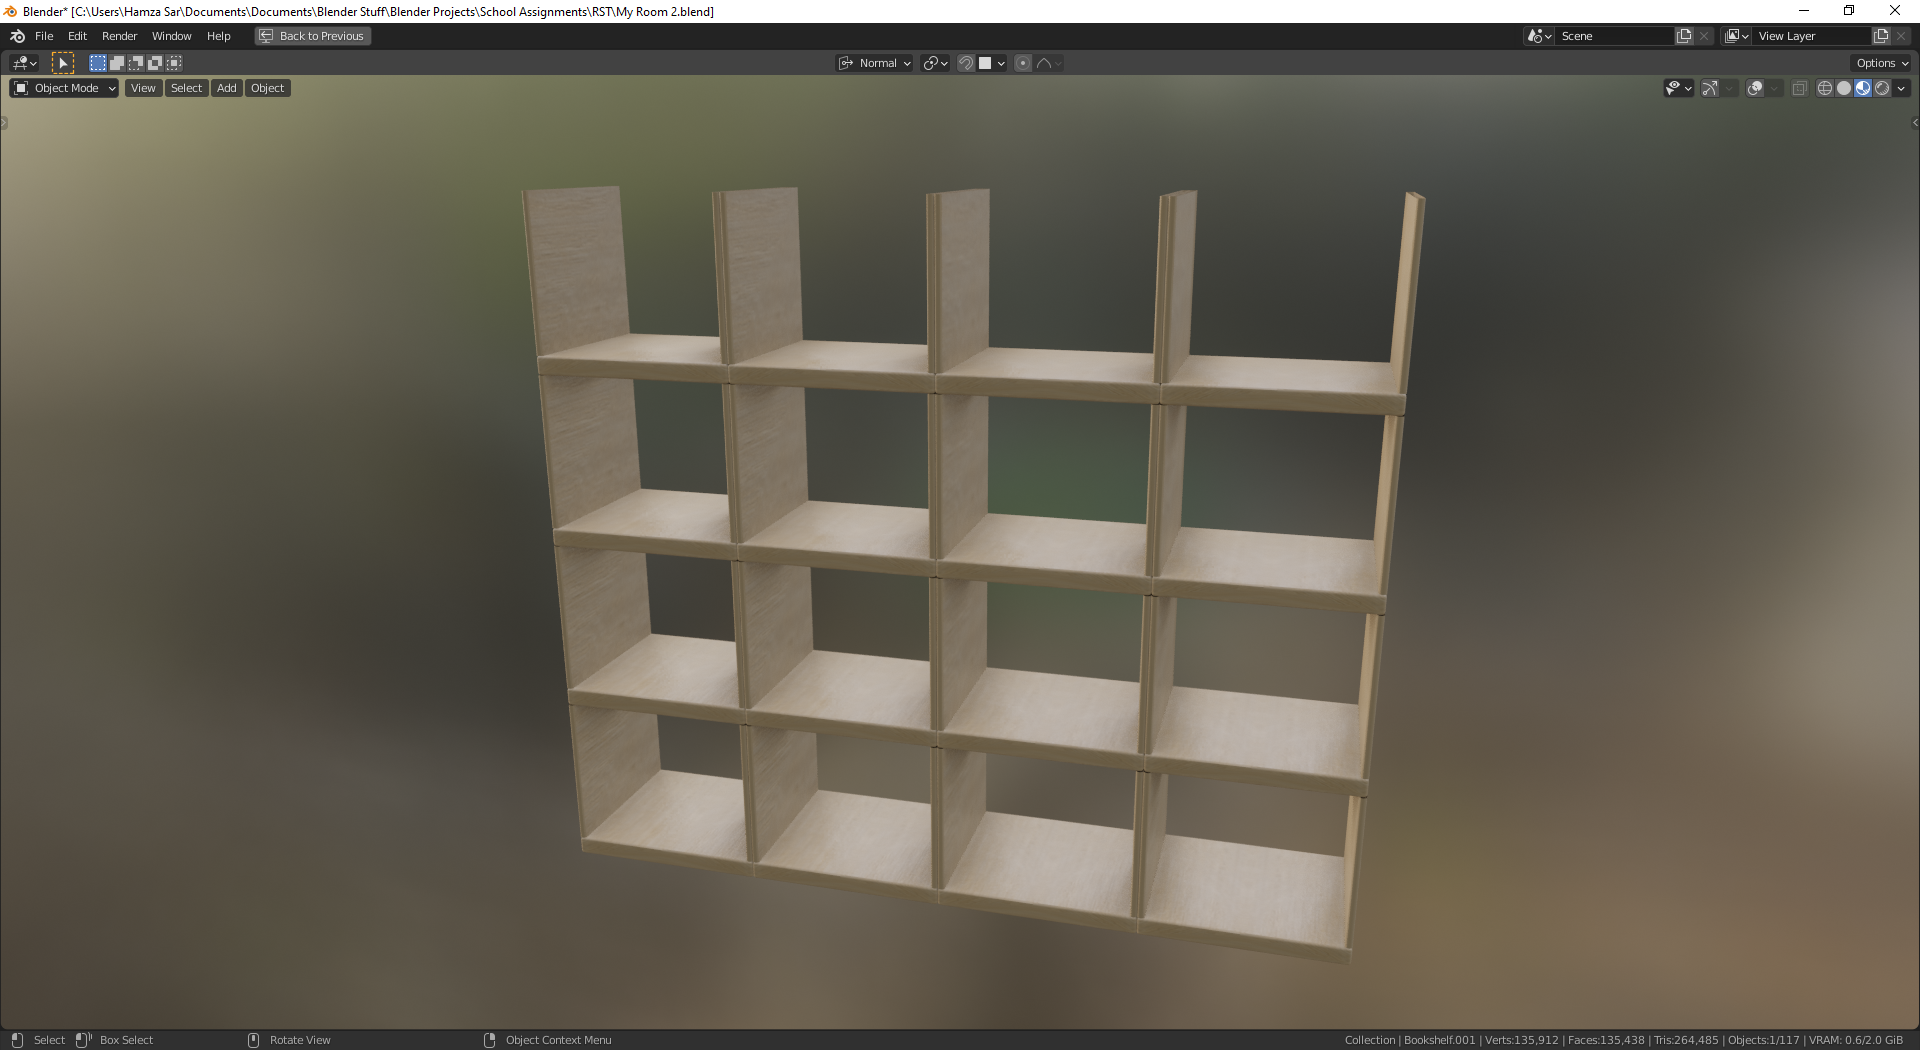 Blender* [C:\Users\Hamza Sar\Documents\Documents\Blender Stuff\Blender Projects\School Assignments\RST\My Room 2.blend]
File Edit Render Window Help Back to Previous Scene View Layer
Normal Options
Object Mode View Select Add Object
Select Box Select Rotate View Object Context Menu Collection | Bookshelf.001 | Verts:135,912 | Faces:135,438 | Tris:264,485 | Objects:1/117 | VRAM: 0.6/2.0 GiB